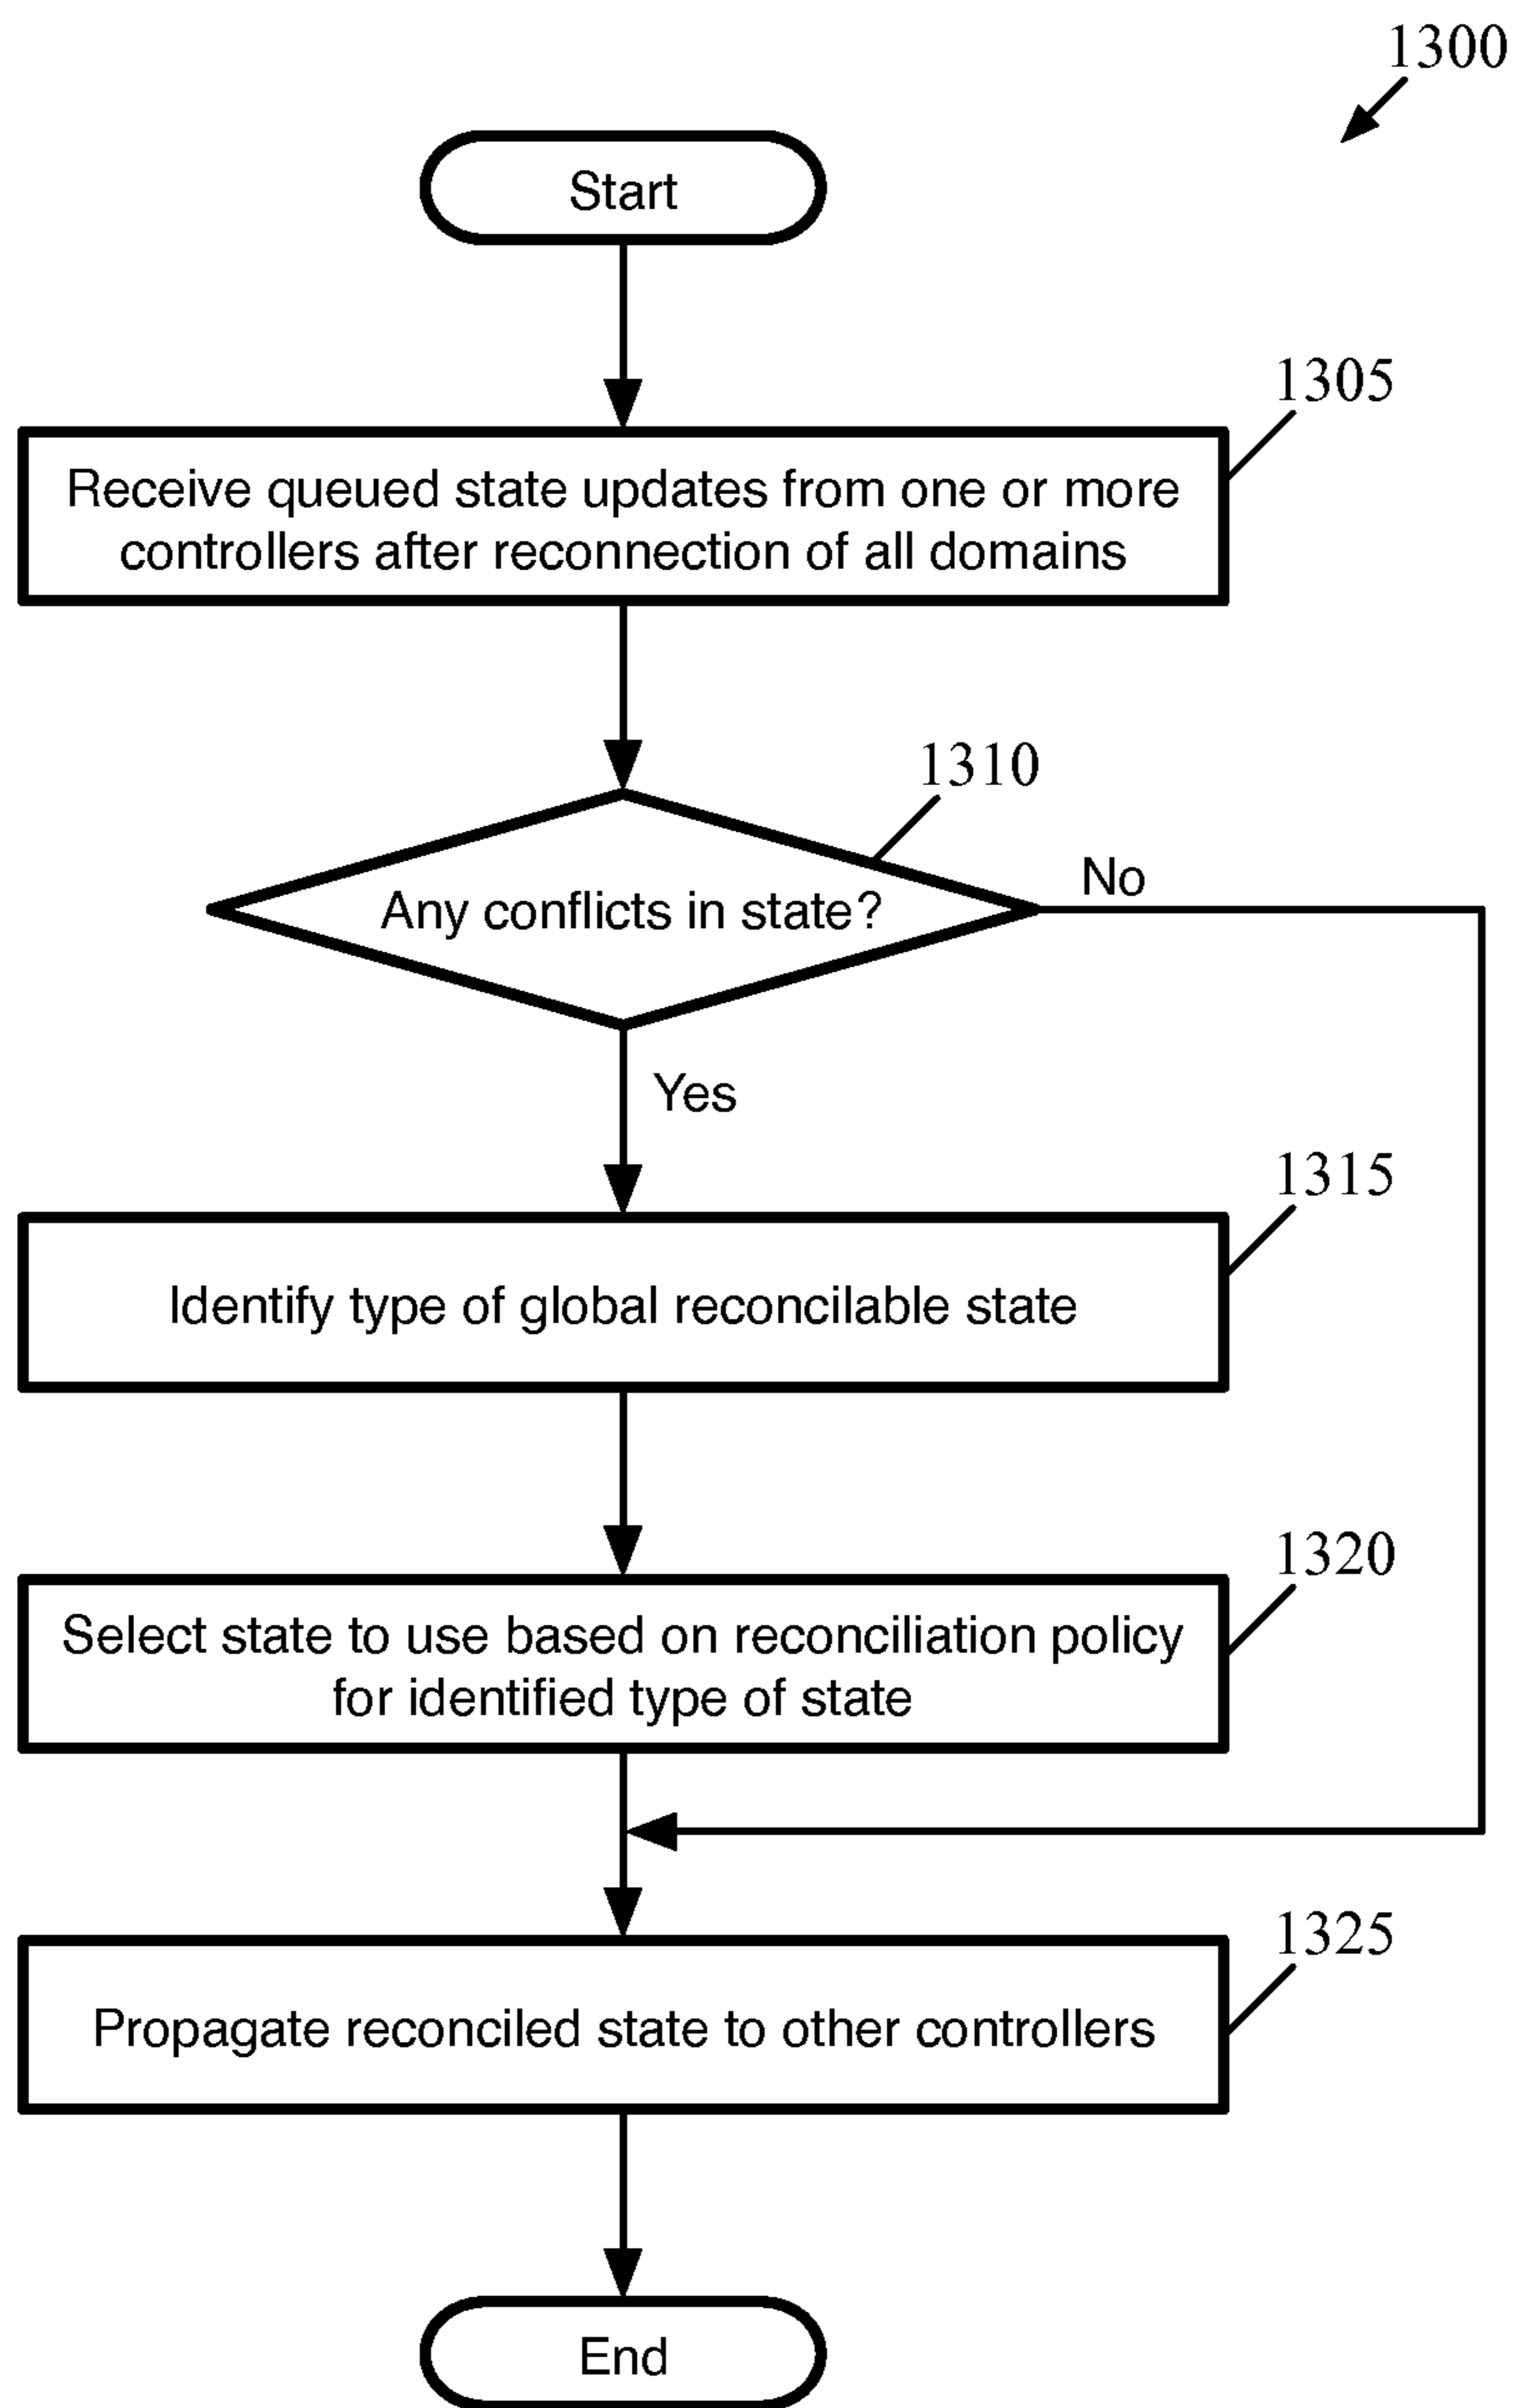 1300
Start
1305
Receive queued state updates from one or more
controllers after reconnection of all domains
1310
Any conflicts in state?
No
Yes
1315
Identify type of global reconcilable state
1320
Select state to use based on reconciliation policy
for identified type of state
1325
Propagate reconciled state to other controllers
End